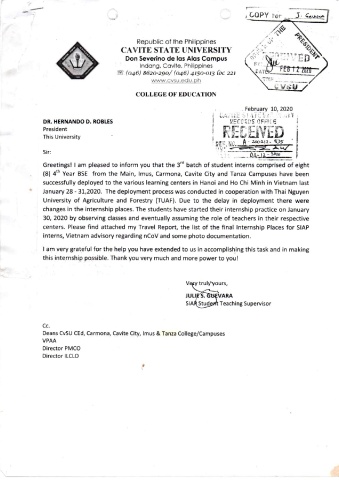 COPY for J. Guevara
Republic of the Philippines
CAVITE STATE UNIVERSITY
Don Severino de las Alas Campus
Indang, Cavite, Philippines
www.cvsu.edu.ph
OFFICE OF THE PRESIDENT
RECEIVED
BY:
DATE: FEB 12 2020
CvSU
COLLEGE OF EDUCATION
February 10, 2020
RECORDS OFFICE
RECEIVED
DR. HERNANDO D. ROBLES
President
This University
Sir:
Greetings! I am pleased to inform you that the 3rd batch of student interns comprised of eight
(8) 4th Year BSE from the Main, Imus, Carmona, Cavite City and Tanza Campuses have been
successfully deployed to the various learning centers in Hanoi and Ho Chi Minh in Vietnam last
January 28 - 31,2020. The deployment process was conducted in cooperation with Thai Nguyen
University of Agriculture and Forestry (TUAF). Due to the delay in deployment there were
changes in the internship places. The students have started their internship practice on January
30, 2020 by observing classes and eventually assuming the role of teachers in their respective
centers. Please find attached my Travel Report, the list of the final Internship Places for SIAP
Interns, Vietnam advisory regarding nCoV and some photo documentation.
I am very grateful for the help you have extended to us in accomplishing this task and in making
this internship possible. Thank you very much and more power to you!
Very truly yours,
JULIE S. GUEVARA
SIAP Student Teaching Supervisor
Cc.
Deans CvSU CEd, Carmona, Cavite City, Imus & Tanza College/Campuses
VPAA
Director PMCO
Director ILCLO